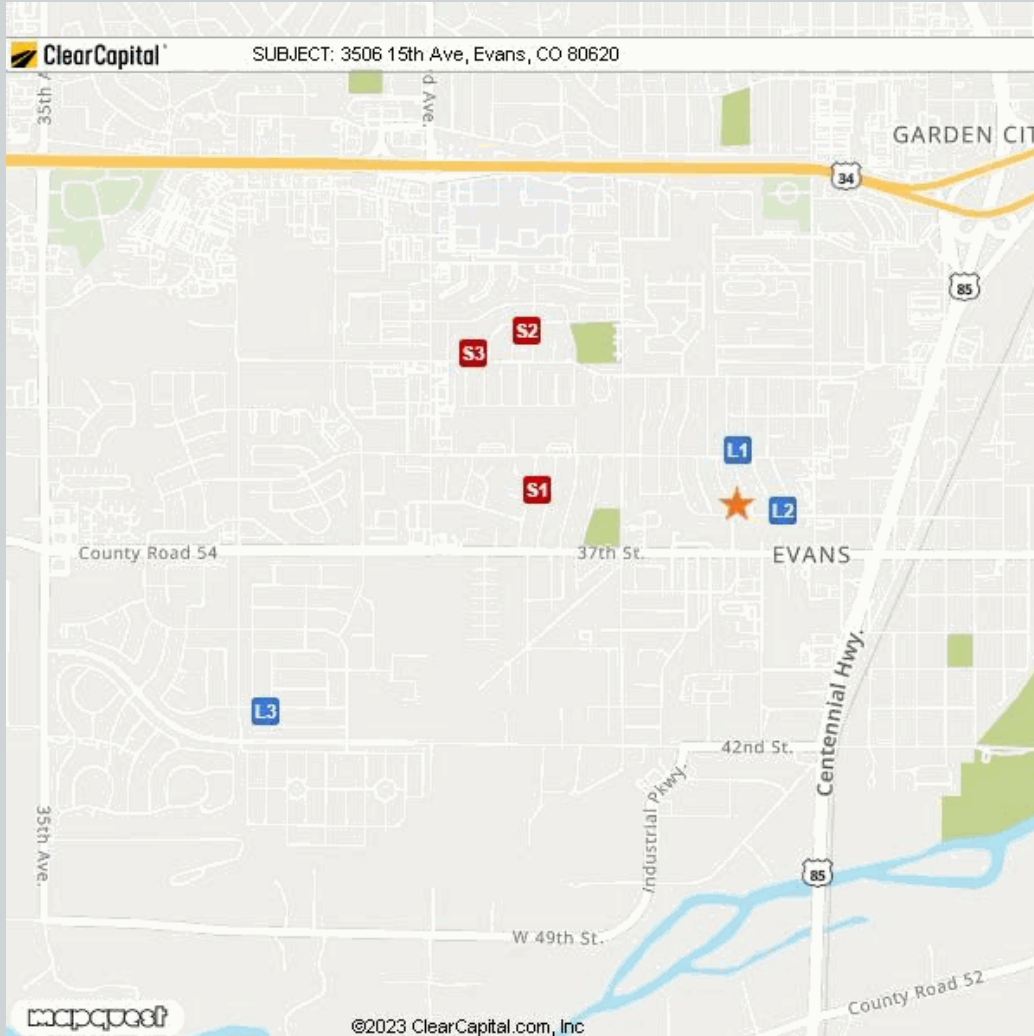 ClearCapital
SUBJECT: 3506 15th Ave, Evans, CO 80620
35th A
d Ave.
GARDEN CIT
34
85
S2
S3
L1
S1
L2
County Road 54
37th St.
EVANS
L3
Centennial Hwy.
42nd St.
Industrial Pkwy.
35th Ave.
85
W 49th St.
County Road 52
mapquest
©2023 ClearCapital.com, Inc